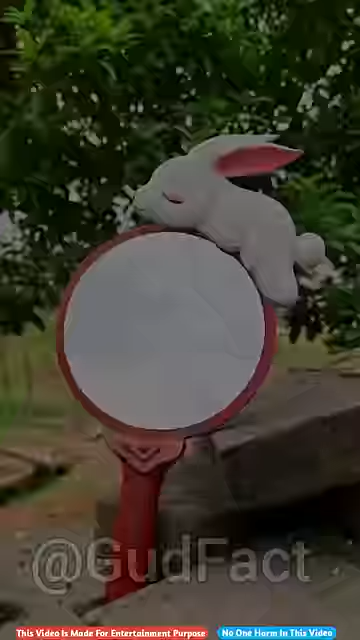 @GudFact
This Video Is Made For Entertainment Purpose
No One Harm In This Video